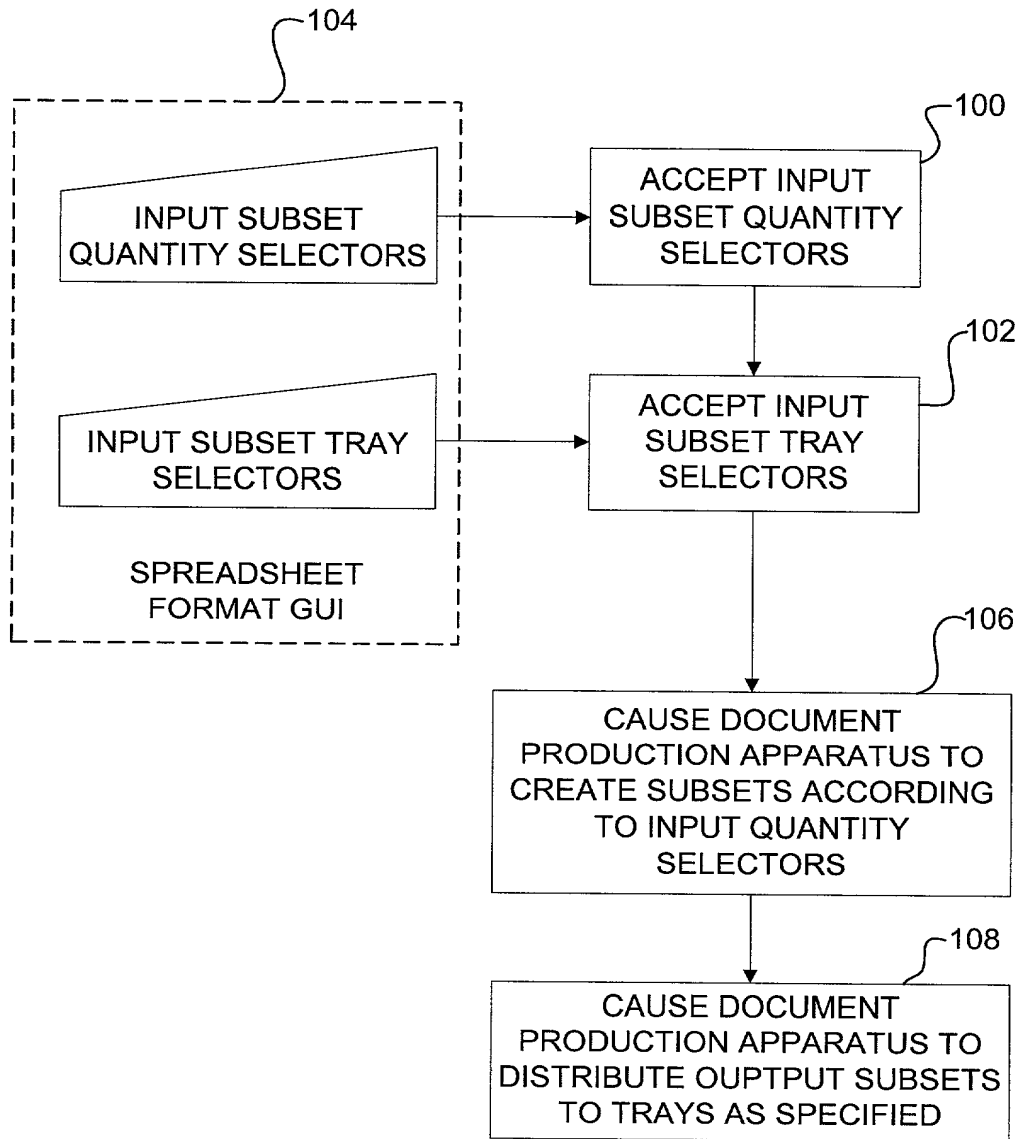 104
100
ACCEPT INPUT
SUBSET QUANTITY
SELECTORS
INPUT SUBSET
QUANTITY SELECTORS
102
ACCEPT INPUT
SUBSET TRAY
SELECTORS
INPUT SUBSET TRAY
SELECTORS
SPREADSHEET
FORMAT GUI
106
CAUSE DOCUMENT
PRODUCTION APPARATUS TO
CREATE SUBSETS ACCORDING
TO INPUT QUANTITY
SELECTORS
108
CAUSE DOCUMENT
PRODUCTION APPARATUS TO
DISTRIBUTE OUPTPUT SUBSETS
TO TRAYS AS SPECIFIED